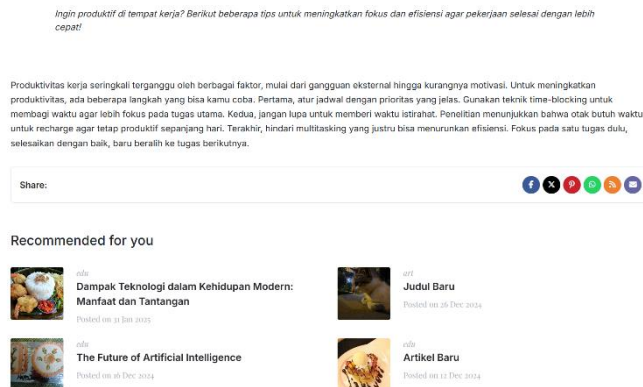 Ingin produktif di tempat kerja? Berikut beberapa tips untuk meningkatkan fokus dan efisiensi agar pekerjaan selesai dengan lebih
cepat!
Produktivitas kerja seringkali terganggu oleh berbagai faktor, mulai dari gangguan eksternal hingga kurangnya motivasi. Untuk meningkatkan
produktivitas, ada beberapa langkah yang bisa kamu coba. Pertama, atur jadwal dengan prioritas yang jelas. Gunakan teknik time-blocking untuk
membagi waktu agar lebih fokus pada tugas utama. Kedua, jangan lupa untuk memberi waktu istirahat. Penelitian menunjukkan bahwa otak butuh waktu
untuk recharge agar tetap produktif sepanjang hari. Terakhir, hindari multitasking yang justru bisa menurunkan efisiensi. Fokus pada satu tugas dulu,
selesaikan dengan baik, baru beralih ke tugas berikutnya.
Share:
Recommended for you
edu
Dampak Teknologi dalam Kehidupan Modern:
Manfaat dan Tantangan
Posted on 31 Jan 2025
art
Judul Baru
Posted on 26 Dec 2024
edu
The Future of Artificial Intelligence
Posted on 16 Dec 2024
edu
Artikel Baru
Posted on 12 Dec 2024